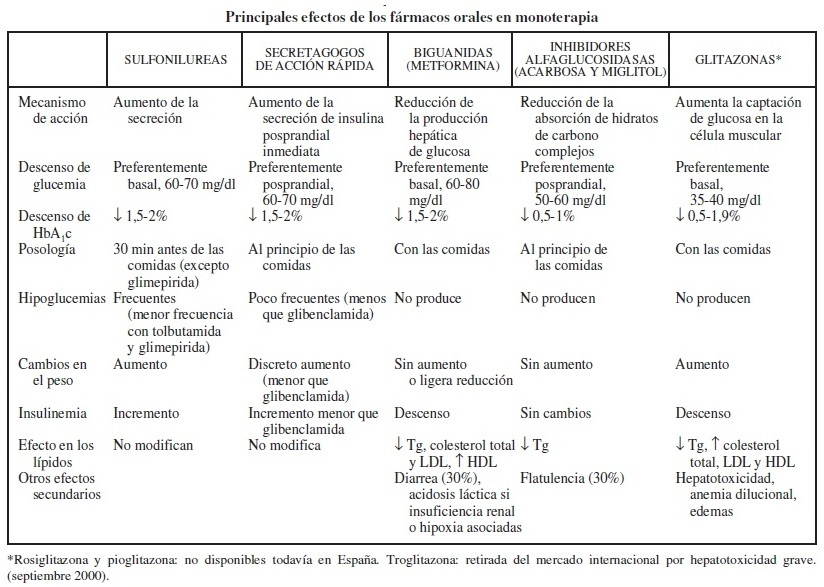 Principales efectos de los fármacos orales en monoterapia
SULFONILUREAS
SECRETAGOGOS
DE ACCIÓN RÁPIDA
BIGUANIDAS
(METFORMINA)
INHIBIDORES
ALFAGLUCOSIDASAS
(ACARBOSA Y MIGLITOL)
GLITAZONAS*
Mecanismo
de acción
Aumento de la
secreción
Aumento de la
secreción de insulina
posprandial
inmediata
Reducción de
la producción
hepática
de glucosa
Reducción de la
absorción de hidratos
de carbono
complejos
Aumenta la captación
de glucosa en la
célula muscular
Descenso de
glucemia
Preferentemente
basal, 60-70 mg/dl
Preferentemente
posprandial,
60-70 mg/dl
Preferentemente
basal, 60-80
mg/dl
Preferentemente
posprandial,
50-60 mg/dl
Preferentemente
basal,
35-40 mg/dl
Descenso de
HbA1c
↓ 1,5-2%
↓ 1,5-2%
↓ 1,5-2%
↓ 0,5-1%
↓ 0,5-1,9%
Posología
30 min antes de las
comidas (excepto
glimepirida)
Al principio de las
comidas
Con las comidas
Al principio de
las comidas
Con las comidas
Hipoglucemias
Frecuentes
(menor frecuencia
con tolbutamida
y glimepirida)
Poco frecuentes (menos
que glibenclamida)
No produce
No producen
No producen
Cambios en
el peso
Aumento
Discreto aumento
(menor que
glibenclamida)
Sin aumento
o ligera reducción
Sin aumento
Aumento
Insulinemia
Incremento
Incremento menor que
glibenclamida
Descenso
Sin cambios
Descenso
Efecto en los
lípidos
No modifican
No modifica
↓ Tg, colesterol total
y LDL, ↑ HDL
↓ Tg
↓ Tg, ↑ colesterol
total, LDL y HDL
Otros efectos
secundarios
Diarrea (30%),
acidosis láctica si
insuficiencia renal
o hipoxia asociadas
Flatulencia (30%)
Hepatotoxicidad,
anemia dilucional,
edemas
*Rosiglitazona y pioglitazona: no disponibles todavía en España. Troglitazona: retirada del mercado internacional por hepatotoxicidad grave.
(septiembre 2000).